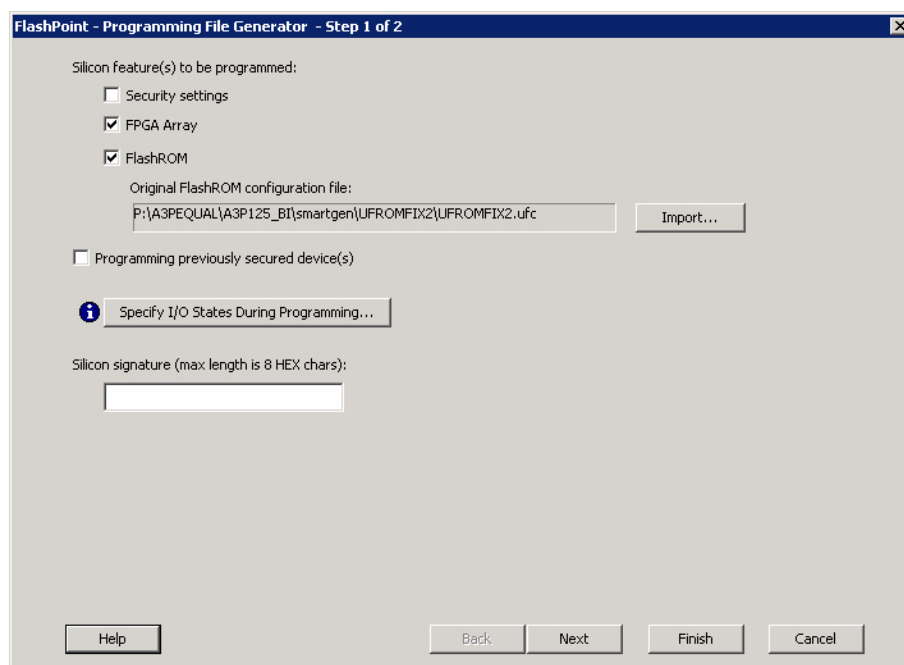 FlashPoint - Programming File Generator - Step 1 of 2
Silicon feature(s) to be programmed:
Security settings
FPGA Array
FlashROM
Original FlashROM configuration file:
P:\A3PEQUAL\A3P125_BI\smartgen\UFROMFIX2\UFROMFIX2.ufc
Import...
Programming previously secured device(s)
Specify I/O States During Programming...
Silicon signature (max length is 8 HEX chars):
Help Back Next Finish Cancel